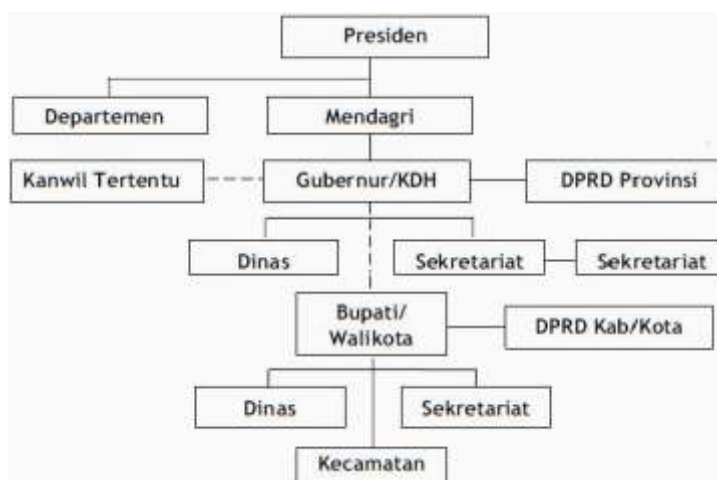 Presiden
Departemen
Mendagri
Kanwil Tertentu
Gubernur/KDH
DPRD Provinsi
Dinas
Sekretariat
Sekretariat
Bupati/
Walikota
DPRD Kab/Kota
Dinas
Sekretariat
Kecamatan